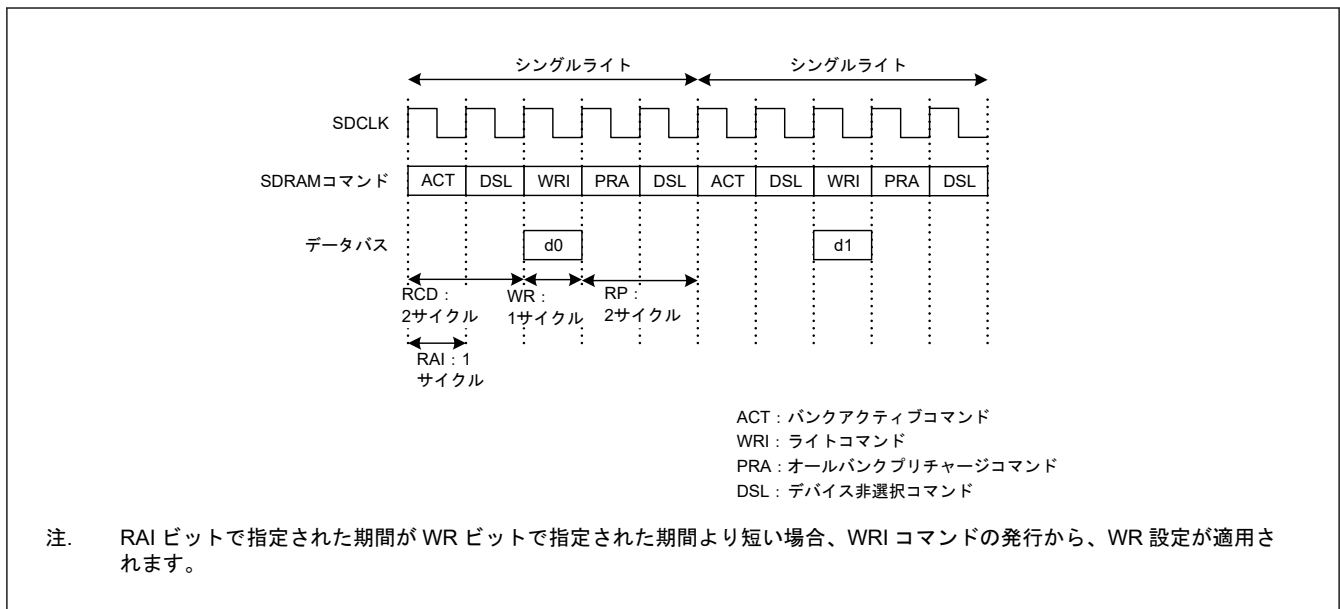 シングルライト シングルライト
SDCLK
SDRAMコマンド ACT DSL WRI PRA DSL ACT DSL WRI PRA DSL
データバス d0 d1
RCD： WR： RP：
2サイクル 1サイクル 2サイクル
RAI：1
サイクル
ACT：バンクアクティブコマンド
WRI：ライトコマンド
PRA：オールバンクプリチャージコマンド
DSL：デバイス非選択コマンド
注. RAI ビットで指定された期間が WR ビットで指定された期間より短い場合、WRI コマンドの発行から、WR 設定が適用さ
れます。